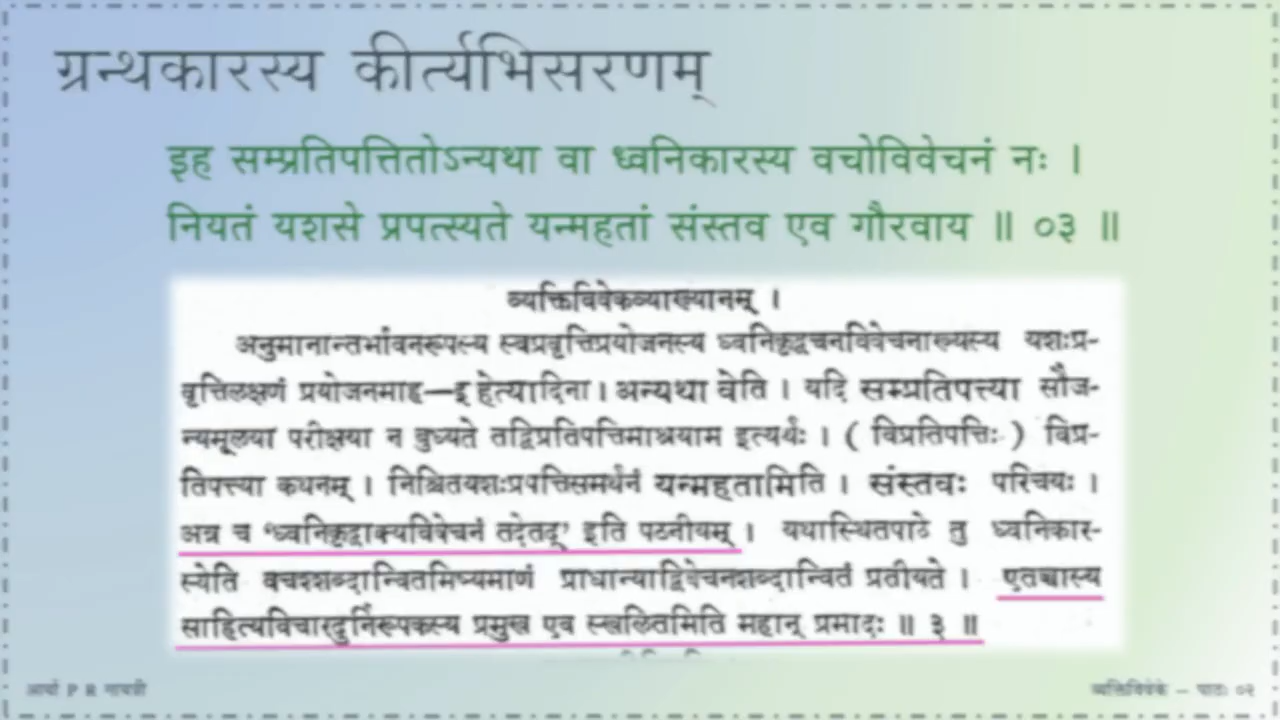 ग्रन्थकारस्य कीर्त्यभिसरणम्
इह सम्प्रतिपत्तितोऽन्यथा वा ध्वनिकारस्य वचोविवेचनं नः ।
नियतं यशसे प्रपत्स्यते यन्महतां संस्तव एव गौरवाय ॥ ०३ ॥
व्यक्तिविवेकव्याख्यानम् ।
अनुमानान्तर्भावनरूपस्य स्वप्रवृत्तिप्रयोजनस्य ध्वनिकृद्वचनविवेचनाख्यस्य यशःप्र-
वृत्तिलक्षणं प्रयोजनमाह—इहेत्यादिना । अन्यथा वेति । यदि सम्प्रतिपत्त्या सौज-
न्यमूलया परीक्षया न बुध्यते तद्विप्रतिपत्तिमाश्रयाम इत्यर्थः । ( विप्रतिपत्तिः ) विप्र-
तिपत्त्या कथनम् । निश्चितयशःप्रपत्तिसमर्थनं यन्महतामिति । संस्तवः परिचयः ।
अत्र च ‘ध्वनिकृद्वाक्यविवेचनं तदेतद्’ इति पठनीयम् । यथास्थितपाठे तु ध्वनिकार-
स्येति वचश्शब्दान्वितमिष्यमाणं प्राधान्याद्विवेचनशब्दान्वितं प्रतीयते । एतच्चास्य
साहित्यविचारदुर्निरूपकस्य प्रमुख एव स्खलितमिति महान् प्रमादः ॥ ३ ॥
आर्या P R गायत्री
व्यक्तिविवेके – पाठः ०२